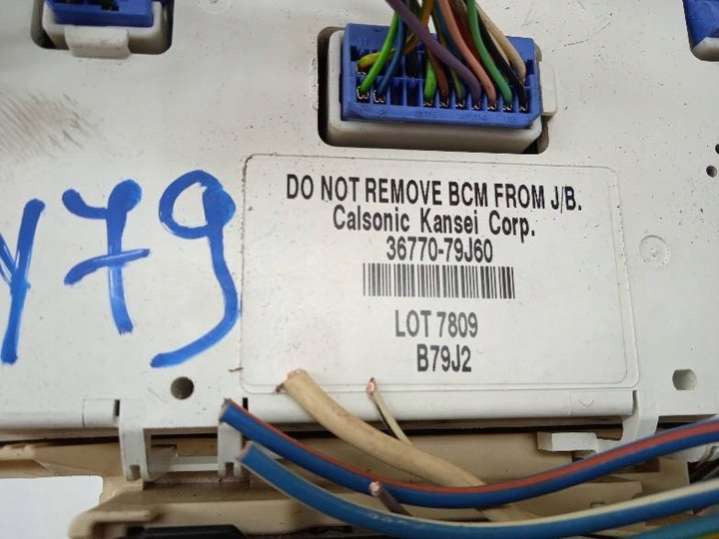 DO NOT REMOVE BCM FROM J/B.
Calsonic Kansei Corp.
36770-79J60
LOT 7809
B79J2
Y79